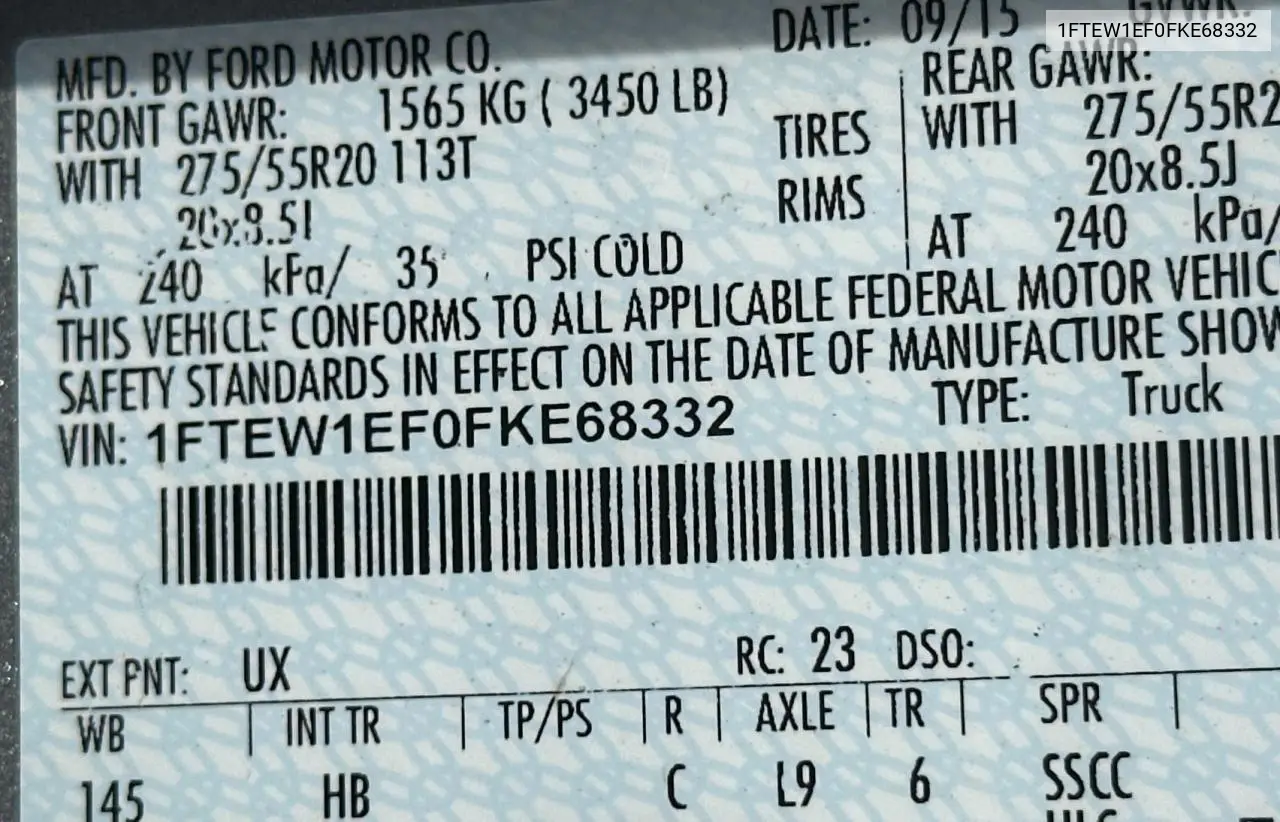 1FTEW1EF0FKE68332
MFD. BY FORD MOTOR CO.
DATE: 09/15
GVWR:
FRONT GAWR: 1565 KG ( 3450 LB)
REAR GAWR:
WITH 275/55R20 113T
TIRES
WITH 275/55R2
20x8.5J
RIMS
20x8.5J
AT 240 kPa/ 35 PSI COLD
AT 240 kPa/
THIS VEHICLE CONFORMS TO ALL APPLICABLE FEDERAL MOTOR VEHIC
SAFETY STANDARDS IN EFFECT ON THE DATE OF MANUFACTURE SHOW
VIN: 1FTEW1EF0FKE68332
TYPE: Truck
EXT PNT: UX
RC: 23 DSO:
WB INT TR TP/PS R AXLE TR SPR
145 HB C L9 6 SSCC